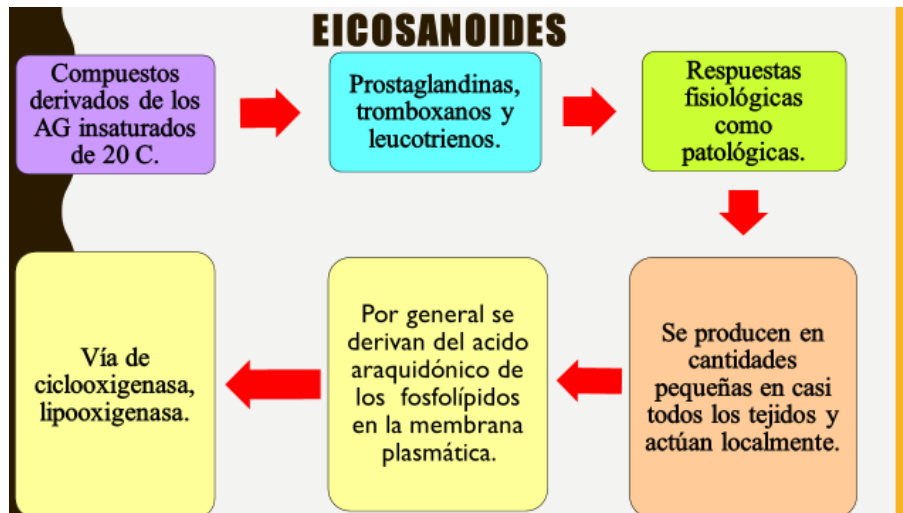 EICOSANOIDES
Compuestos
derivados de los
AG insaturados
de 20 C.
Prostaglandinas,
tromboxanos y
leucotrienos.
Respuestas
fisiológicas
como
patológicas.
Se producen en
cantidades
pequeñas en casi
todos los tejidos y
actúan localmente.
Por general se
derivan del acido
araquidónico de
los fosfolípidos
en la membrana
plasmática.
Vía de
ciclooxigenasa,
lipooxigenasa.